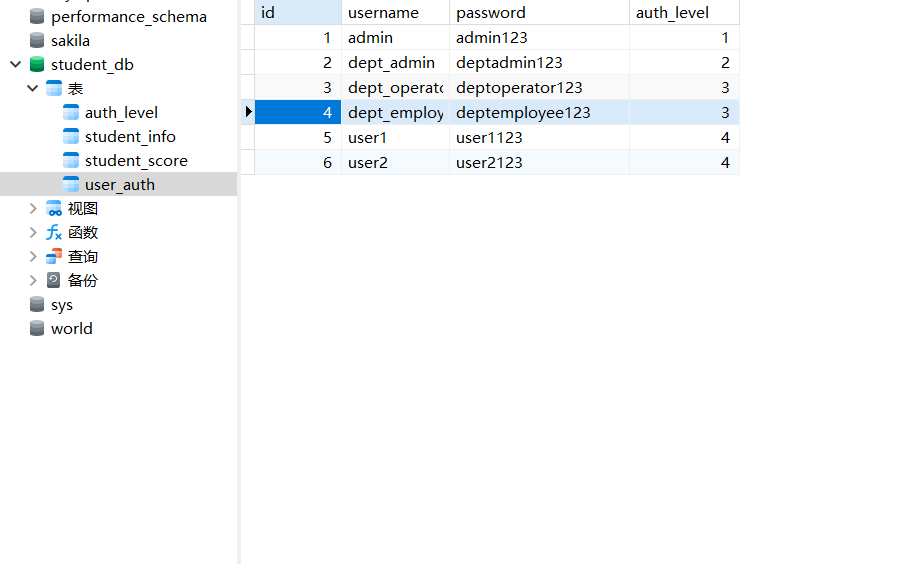 performance_schema
sakila
student_db
表
auth_level
student_info
student_score
user_auth
视图
函数
查询
备份
sys
world
id username password auth_level
1 admin admin123 1
2 dept_admin deptadmin123 2
3 dept_operato deptoperator123 3
4 dept_employ deptemployee123 3
5 user1 user1123 4
6 user2 user2123 4